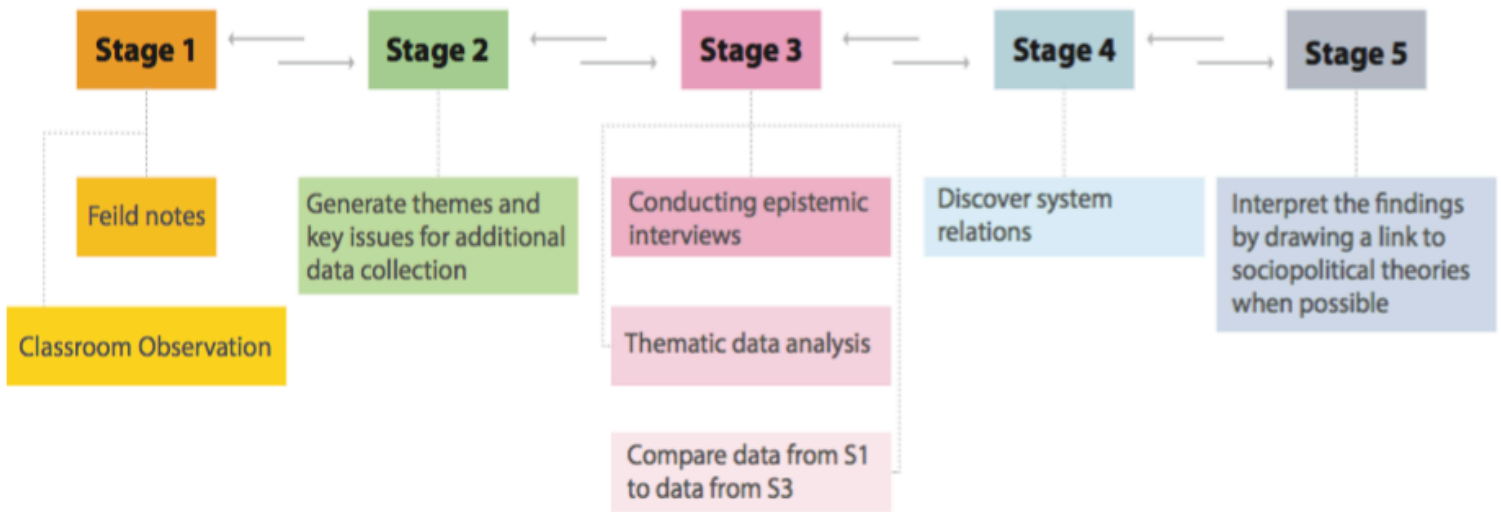 Stage 1
Stage 2
Stage 3
Stage 4
Stage 5
Feild notes
Classroom Observation
Generate themes and
key issues for additional
data collection
Conducting epistemic
interviews
Thematic data analysis
Compare data from S1
to data from S3
Discover system
relations
Interpret the findings
by drawing a link to
sociopolitical theories
when possible